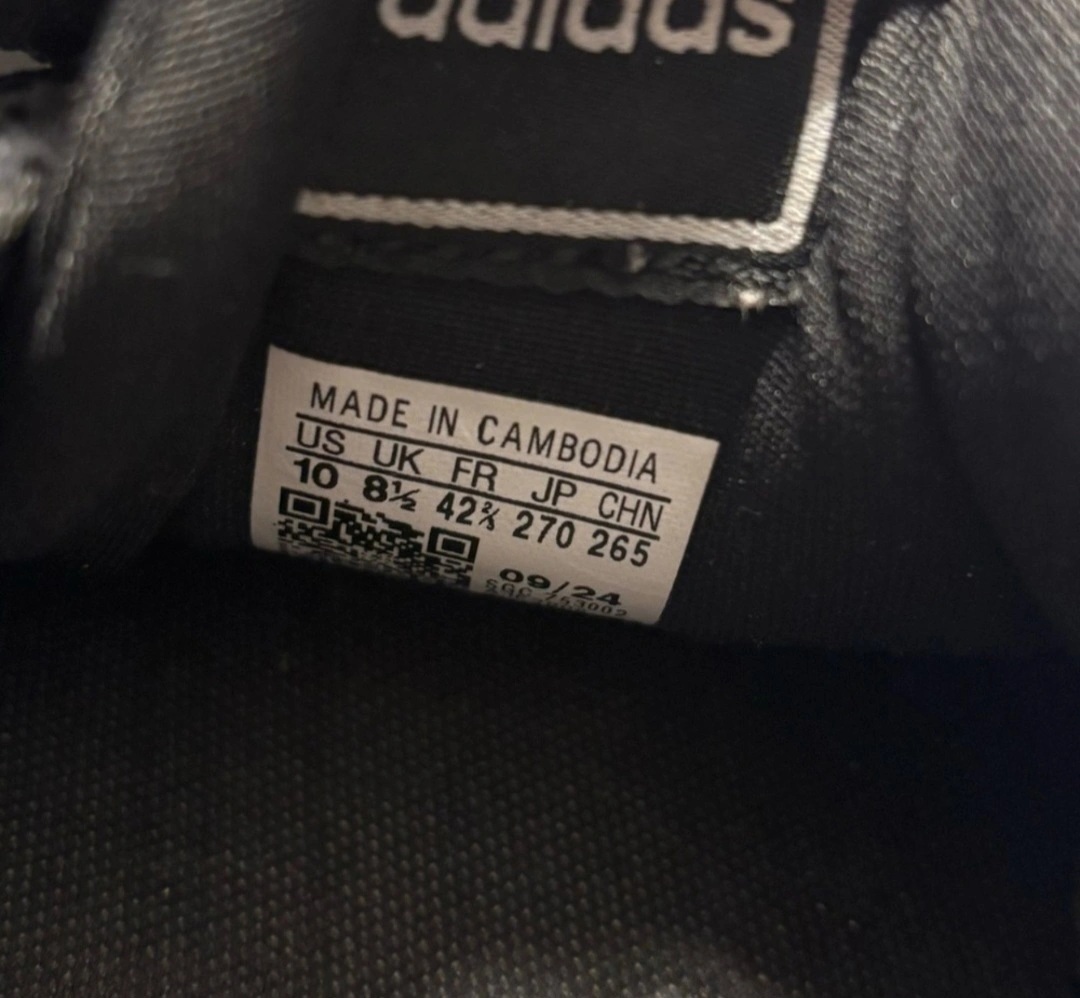 adidas
MADE IN CAMBODIA
US UK FR JP CHN
10 8½ 42⅔ 270 265
09/24